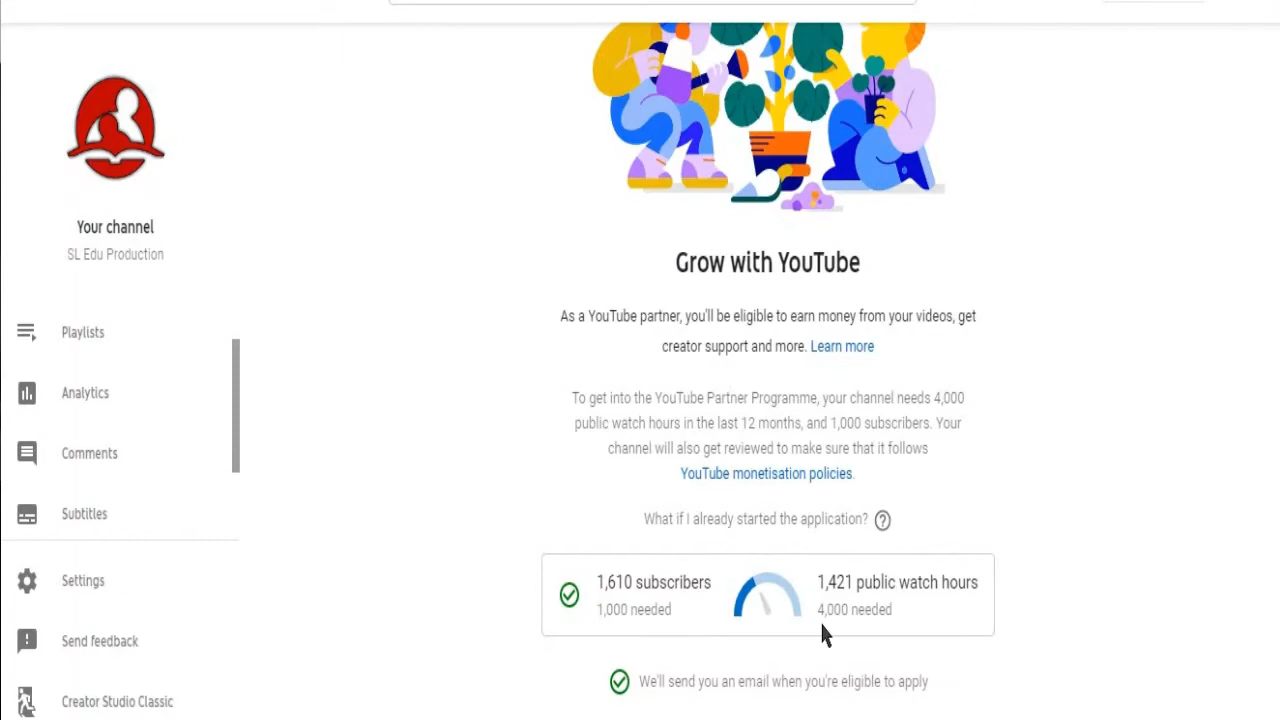 Your channel
SL Edu Production
Playlists
Analytics
Comments
Subtitles
Settings
Send feedback
Creator Studio Classic
Grow with YouTube
As a YouTube partner, you'll be eligible to earn money from your videos, get
creator support and more. Learn more
To get into the YouTube Partner Programme, your channel needs 4,000
public watch hours in the last 12 months, and 1,000 subscribers. Your
channel will also get reviewed to make sure that it follows
YouTube monetisation policies.
What if I already started the application? ?
1,610 subscribers
1,000 needed
1,421 public watch hours
4,000 needed
We'll send you an email when you're eligible to apply